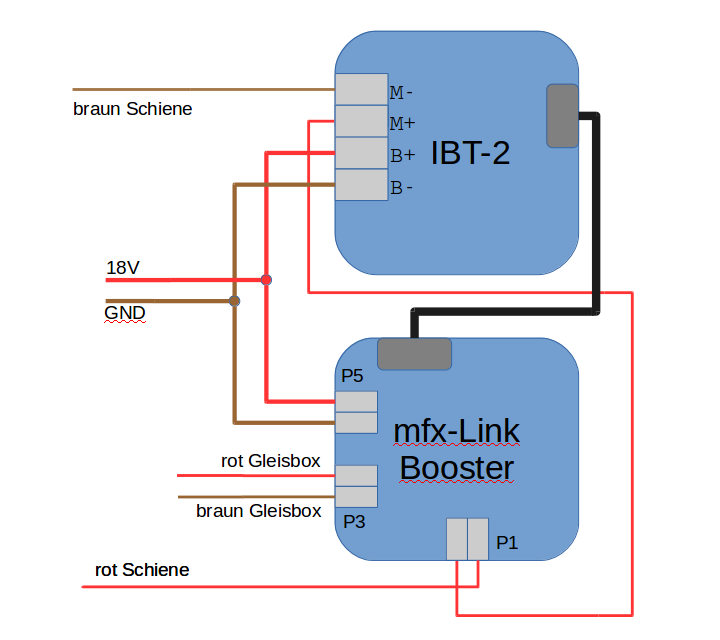 M-
braun Schiene
M+
B+
IBT-2
B-
18V
GND
P5
mfx-Link
Booster
rot Gleisbox
braun Gleisbox
P3
P1
rot Schiene